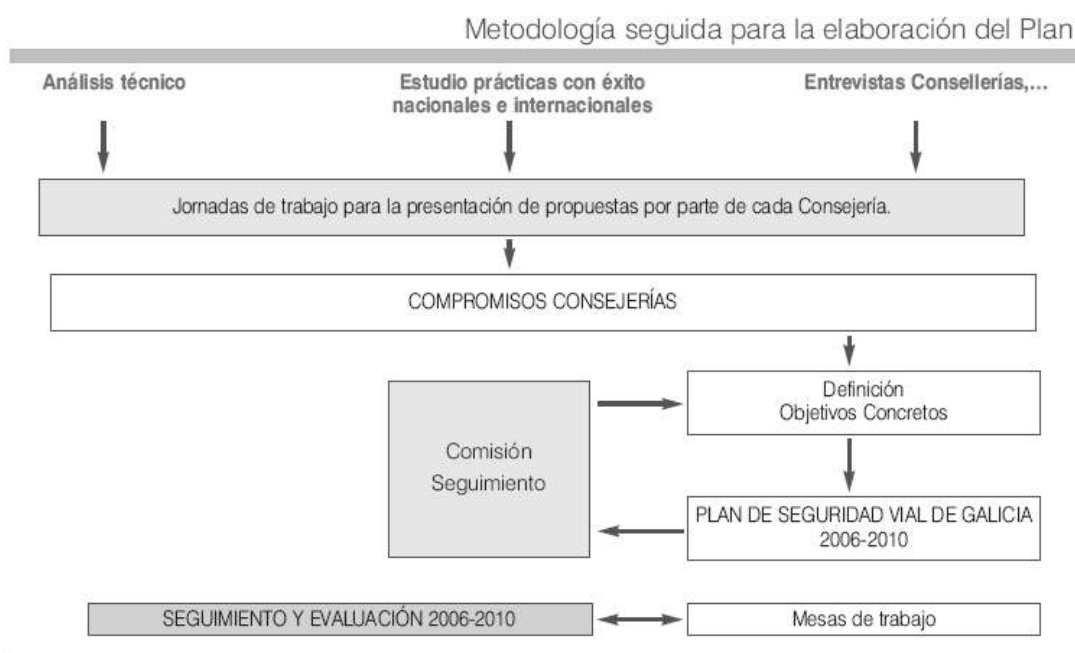 Metodología seguida para la elaboración del Plan
Análisis técnico
Estudio prácticas con éxito
nacionales e internacionales
Entrevistas Consellerías,...
Jornadas de trabajo para la presentación de propuestas por parte de cada Consejería.
COMPROMISOS CONSEJERÍAS
Definición
Objetivos Concretos
Comisión
Seguimiento
PLAN DE SEGURIDAD VIAL DE GALICIA
2006-2010
SEGUIMIENTO Y EVALUACIÓN 2006-2010
Mesas de trabajo